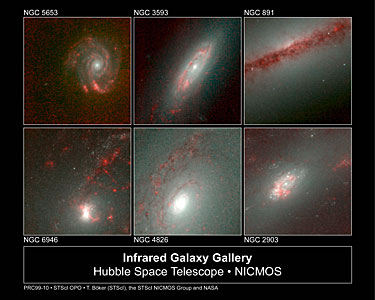 NGC 5653 NGC 3593 NGC 891
NGC 6946 NGC 4826 NGC 2903
Infrared Galaxy Gallery
Hubble Space Telescope • NICMOS
PRC99-10 • STScI OPO • T. Böker (STScI), the STScI NICMOS Group and NASA